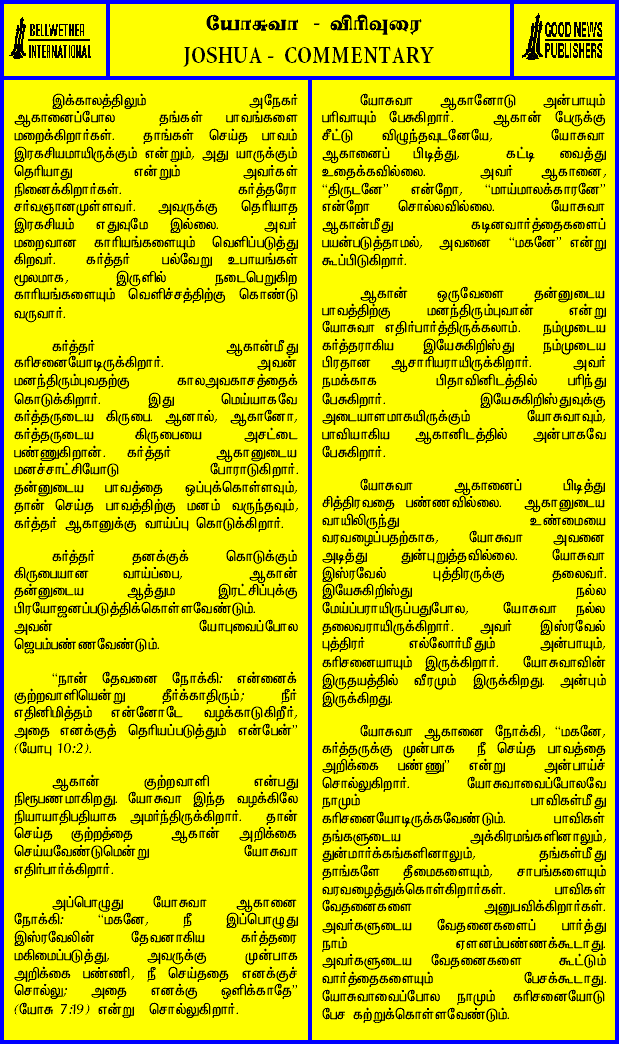 BELLWETHER
INTERNATIONAL
யோசுவா - விரிவுரை
JOSHUA - COMMENTARY
GOOD NEWS
PUBLISHERS
இக்காலத்திலும் அநேகர்
ஆகானைப்போல தங்கள் பாவங்களை
மறைக்கிறார்கள். தாங்கள் செய்த பாவம்
இரகசியமாயிருக்கும் என்றும், அது யாருக்கும்
தெரியாது என்றும் அவர்கள்
நினைக்கிறார்கள். கர்த்தரோ
சர்வஞானமுள்ளவர். அவருக்கு தெரியாத
இரகசியம் எதுவுமே இல்லை. அவர்
மறைவான காரியங்களையும் வெளிப்படுத்து
கிறவர். கர்த்தர் பல்வேறு உபாயங்கள்
மூலமாக, இருளில் நடைபெறுகிற
காரியங்களையும் வெளிச்சத்திற்கு கொண்டு
வருவார்.
கர்த்தர் ஆகான்மீது
கரிசனையோடிருக்கிறார். அவன்
மனந்திரும்புவதற்கு காலஅவகாசத்தைக்
கொடுக்கிறார். இது மெய்யாகவே
கர்த்தருடைய கிருபை. ஆனால், ஆகானோ,
கர்த்தருடைய கிருபையை அசட்டை
பண்ணுகிறான். கர்த்தர் ஆகானுடைய
மனச்சாட்சியோடு போராடுகிறார்.
தன்னுடைய பாவத்தை ஒப்புக்கொள்ளவும்,
தான் செய்த பாவத்திற்கு மனம் வருந்தவும்,
கர்த்தர் ஆகானுக்கு வாய்ப்பு கொடுக்கிறார்.
கர்த்தர் தனக்குக் கொடுக்கும்
கிருபையான வாய்ப்பை, ஆகான்
தன்னுடைய ஆத்தும இரட்சிப்புக்கு
பிரயோஜனப்படுத்திக்கொள்ளவேண்டும்.
அவன் யோபுவைப்போல
ஜெபம்பண்ணவேண்டும்.
“நான் தேவனை நோக்கி: என்னைக்
குற்றவாளியென்று தீர்க்காதிரும்; நீர்
எதினிமித்தம் என்னோடே வழக்காடுகிறீர்,
அதை எனக்குத் தெரியப்படுத்தும் என்பேன்”
(யோபு 10:2).
ஆகான் குற்றவாளி என்பது
நிரூபணமாகிறது. யோசுவா இந்த வழக்கிலே
நியாயாதிபதியாக அமர்ந்திருக்கிறார். தான்
செய்த குற்றத்தை ஆகான் அறிக்கை
செய்யவேண்டுமென்று யோசுவா
எதிர்பார்க்கிறார்.
அப்பொழுது யோசுவா ஆகானை
நோக்கி: “மகனே, நீ இப்பொழுது
இஸ்ரவேலின் தேவனாகிய கர்த்தரை
மகிமைப்படுத்து, அவருக்கு முன்பாக
அறிக்கை பண்ணி, நீ செய்ததை எனக்குச்
சொல்லு; அதை எனக்கு ஒளிக்காதே”
(யோசு 7:19) என்று சொல்லுகிறார்.
யோசுவா ஆகானோடு அன்பாயும்
பரிவாயும் பேசுகிறார். ஆகான் பேருக்கு
சீட்டு விழுந்தவுடனேயே, யோசுவா
ஆகானைப் பிடித்து, கட்டி வைத்து
உதைக்கவில்லை. அவர் ஆகானை,
“திருடனே” என்றோ, “மாய்மாலக்காரனே”
என்றோ சொல்லவில்லை. யோசுவா
ஆகான்மீது கடினவார்த்தைகளைப்
பயன்படுத்தாமல், அவனை “மகனே” என்று
கூப்பிடுகிறார்.
ஆகான் ஒருவேளை தன்னுடைய
பாவத்திற்கு மனந்திரும்புவான் என்று
யோசுவா எதிர்பார்த்திருக்கலாம். நம்முடைய
கர்த்தராகிய இயேசுகிறிஸ்து நம்முடைய
பிரதான ஆசாரியராயிருக்கிறார். அவர்
நமக்காக பிதாவினிடத்தில் பரிந்து
பேசுகிறார். இயேசுகிறிஸ்துவுக்கு
அடையாளமாகயிருக்கும் யோசுவாவும்,
பாவியாகிய ஆகானிடத்தில் அன்பாகவே
பேசுகிறார்.
யோசுவா ஆகானைப் பிடித்து
சித்திரவதை பண்ணவில்லை. ஆகானுடைய
வாயிலிருந்து உண்மையை
வரவழைப்பதற்காக, யோசுவா அவனை
அடித்து துன்புறுத்தவில்லை. யோசுவா
இஸ்ரவேல் புத்திரருக்கு தலைவர்.
இயேசுகிறிஸ்து நல்ல
மேய்ப்பராயிருப்பதுபோல, யோசுவா நல்ல
தலைவராயிருக்கிறார். அவர் இஸ்ரவேல்
புத்திரர் எல்லோர்மீதும் அன்பாயும்,
கரிசனையாயும் இருக்கிறார். யோசுவாவின்
இருதயத்தில் வீரமும் இருக்கிறது. அன்பும்
இருக்கிறது.
யோசுவா ஆகானை நோக்கி, “மகனே,
கர்த்தருக்கு முன்பாக நீ செய்த பாவத்தை
அறிக்கை பண்ணு” என்று அன்பாய்ச்
சொல்லுகிறார். யோசுவாவைப்போலவே
நாமும் பாவிகள்மீது
கரிசனையோடிருக்கவேண்டும். பாவிகள்
தங்களுடைய அக்கிரமங்களினாலும்,
துன்மார்க்கங்களினாலும், தங்கள்மீது
தாங்களே தீமைகளையும், சாபங்களையும்
வரவழைத்துக்கொள்கிறார்கள். பாவிகள்
வேதனைகளை அனுபவிக்கிறார்கள்.
அவர்களுடைய வேதனைகளைப் பார்த்து
நாம் ஏளனம்பண்ணக்கூடாது.
அவர்களுடைய வேதனைகளை கூட்டும்
வார்த்தைகளையும் பேசக்கூடாது.
யோசுவாவைப்போல நாமும் கரிசனையோடு
பேச கற்றுக்கொள்ளவேண்டும்.